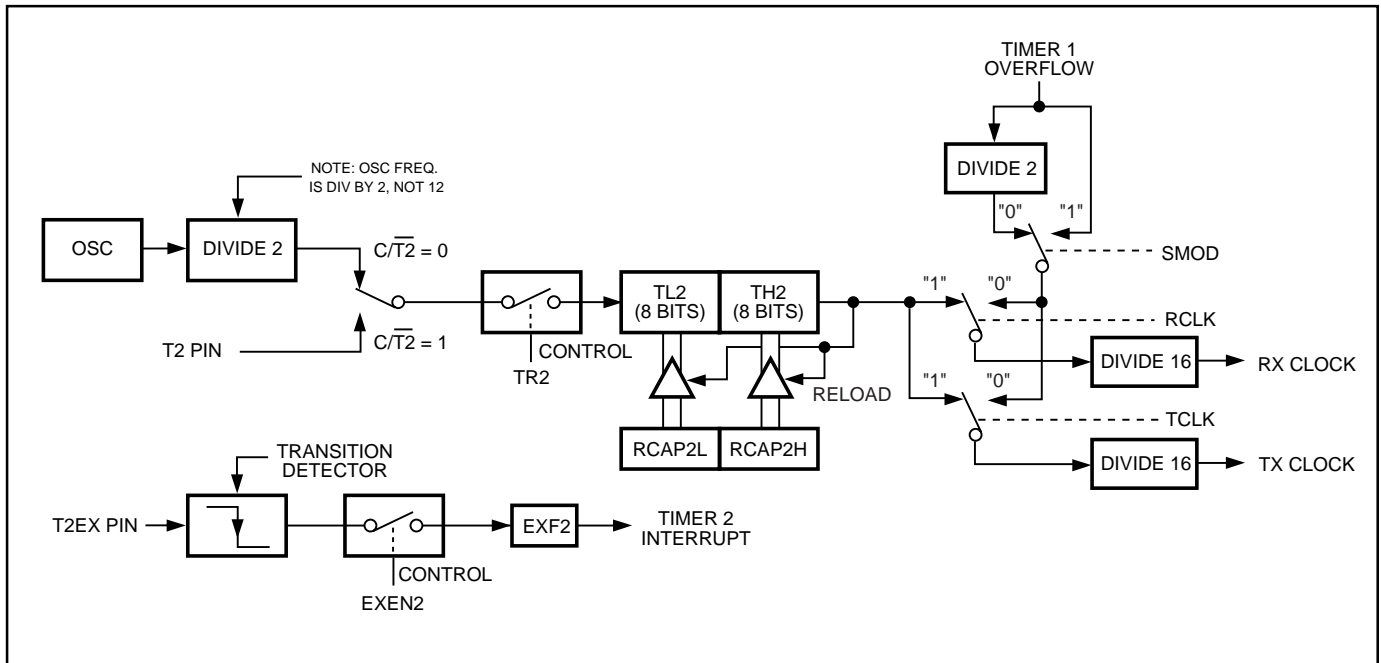 TIMER 1
OVERFLOW
NOTE: OSC FREQ.
IS DIV BY 2, NOT 12
DIVIDE 2
"0"
"1"
OSC
DIVIDE 2
C/T̅2̅ = 0
SMOD
TL2
(8 BITS)
TH2
(8 BITS)
"1"
"0"
RCLK
T2 PIN
C/T̅2̅ = 1
CONTROL
TR2
DIVIDE 16
RX CLOCK
RELOAD
"1"
"0"
TCLK
RCAP2L
RCAP2H
DIVIDE 16
TX CLOCK
TRANSITION
DETECTOR
T2EX PIN
EXF2
TIMER 2
INTERRUPT
CONTROL
EXEN2